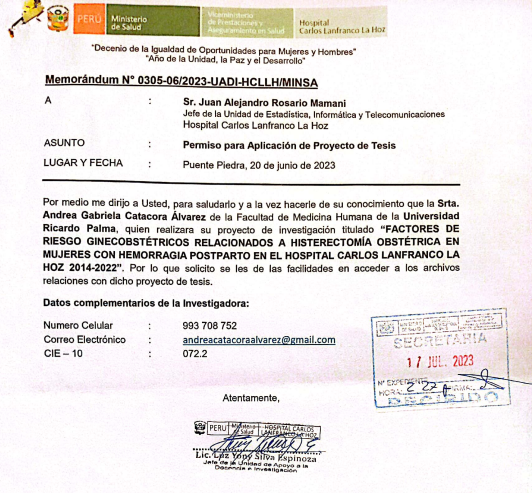 PERÚ Ministerio de Salud Viceministerio de Prestaciones y Aseguramiento en Salud Hospital Carlos Lanfranco La Hoz
"Decenio de la Igualdad de Oportunidades para Mujeres y Hombres"
"Año de la Unidad, la Paz y el Desarrollo"
Memorándum N° 0305-06/2023-UADI-HCLLH/MINSA
A : Sr. Juan Alejandro Rosario Mamani
Jefe de la Unidad de Estadística, Informática y Telecomunicaciones
Hospital Carlos Lanfranco La Hoz
ASUNTO : Permiso para Aplicación de Proyecto de Tesis
LUGAR Y FECHA : Puente Piedra, 20 de junio de 2023
Por medio me dirijo a Usted, para saludarlo y a la vez hacerle de su conocimiento que la Srta.
Andrea Gabriela Catacora Álvarez de la Facultad de Medicina Humana de la Universidad
Ricardo Palma, quien realizara su proyecto de investigación titulado "FACTORES DE
RIESGO GINECOBSTÉTRICOS RELACIONADOS A HISTERECTOMÍA OBSTÉTRICA EN
MUJERES CON HEMORRAGIA POSTPARTO EN EL HOSPITAL CARLOS LANFRANCO LA
HOZ 2014-2022". Por lo que solicito se les de las facilidades en acceder a los archivos
relaciones con dicho proyecto de tesis.
Datos complementarios de la Investigadora:
Numero Celular : 993 708 752
Correo Electrónico : andreacatacoraalvarez@gmail.com
CIE – 10 : 072.2
SECRETARIA
17 JUL. 2023
N° EXPEDIENTE
HORA: FIRMA:
RECIBIDO
Atentamente,
PERÚ Ministerio de Salud HOSPITAL CARLOS LANFRANCO LA HOZ
Lic. Luz Yony Silva Espinoza
Jefe de la Unidad de Apoyo a la
Docencia e Investigación